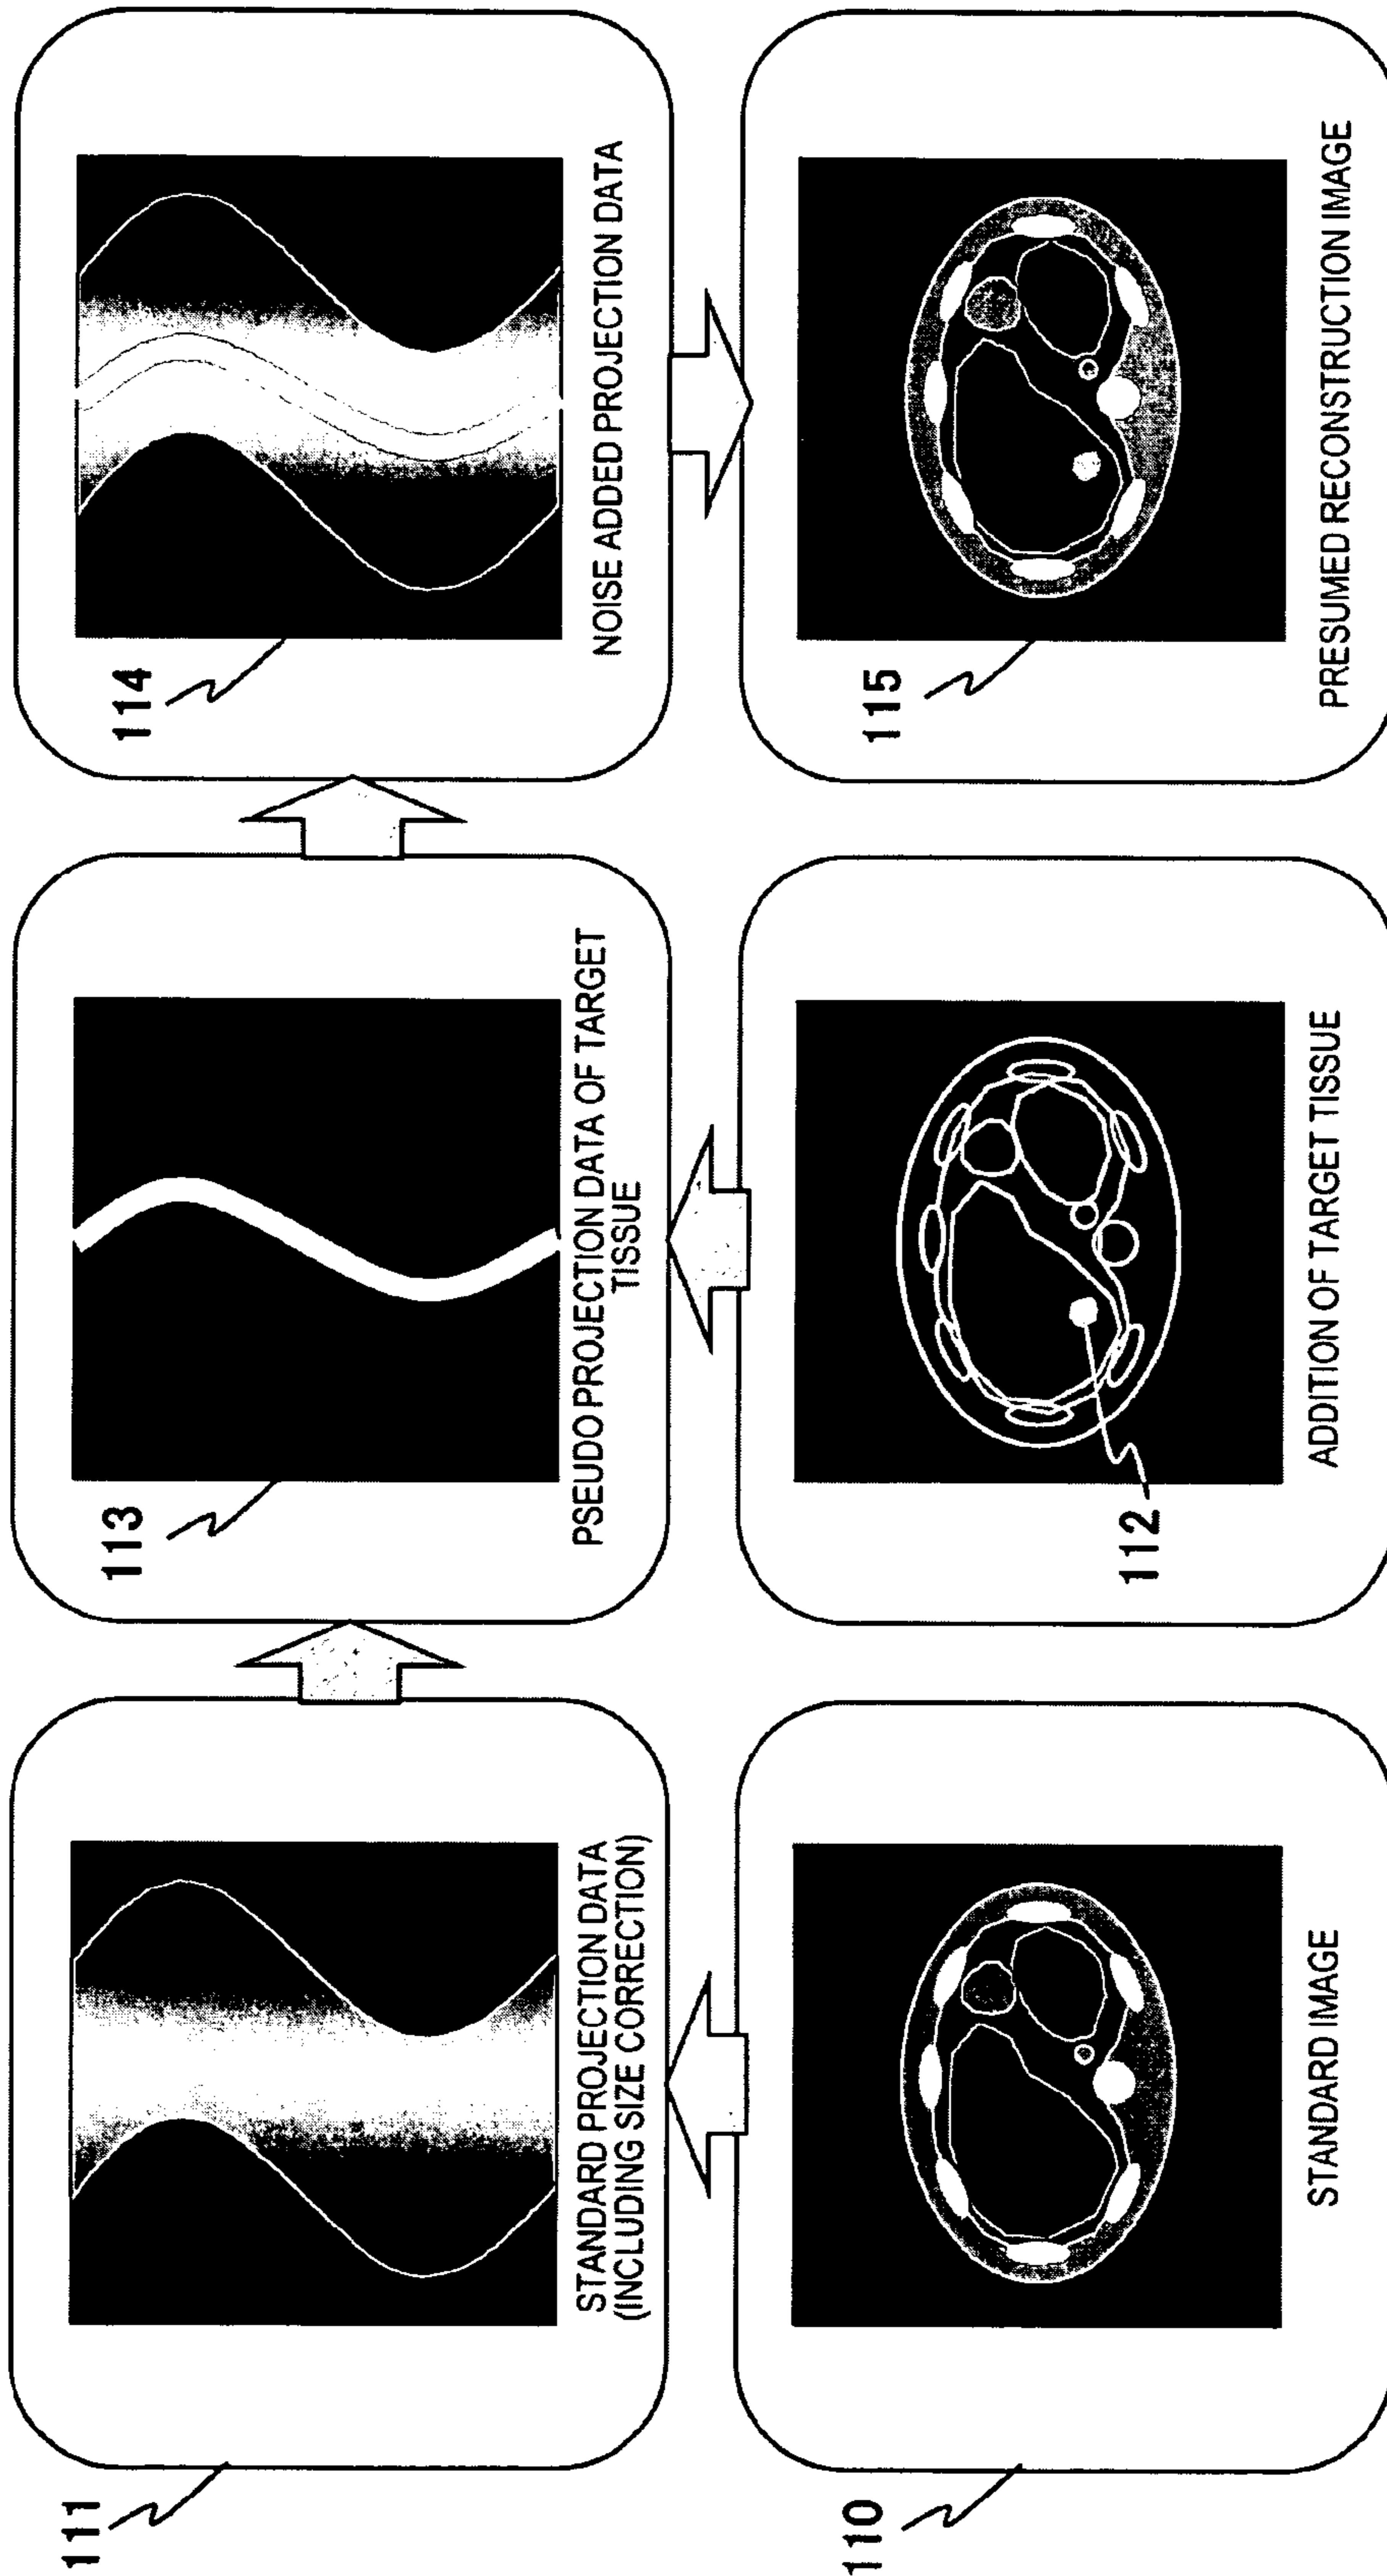 111
STANDARD PROJECTION DATA
(INCLUDING SIZE CORRECTION)
113
PSEUDO PROJECTION DATA OF TARGET
TISSUE
114
NOISE ADDED PROJECTION DATA
110
STANDARD IMAGE
112
ADDITION OF TARGET TISSUE
115
PRESUMED RECONSTRUCTION IMAGE